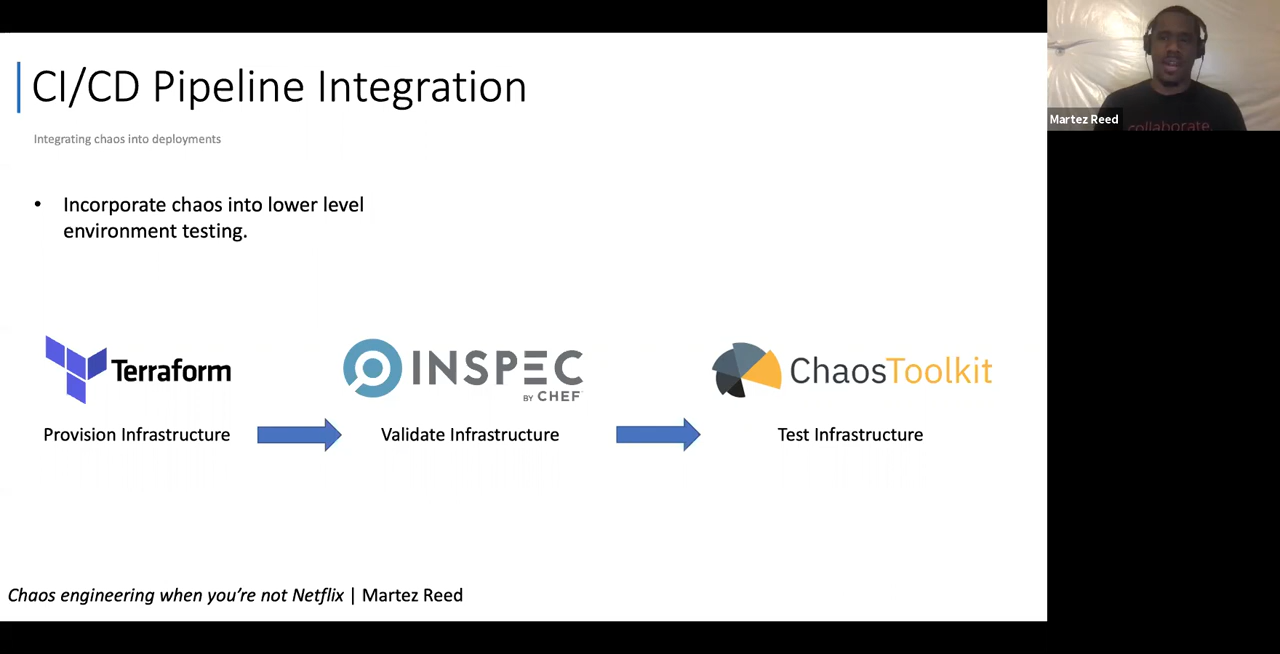 CI/CD Pipeline Integration
Integrating chaos into deployments
• Incorporate chaos into lower level
environment testing.
Terraform
INSPEC
BY CHEF
ChaosToolkit
Provision Infrastructure
Validate Infrastructure
Test Infrastructure
Chaos engineering when you’re not Netflix | Martez Reed
Martez Reed
collaborate.